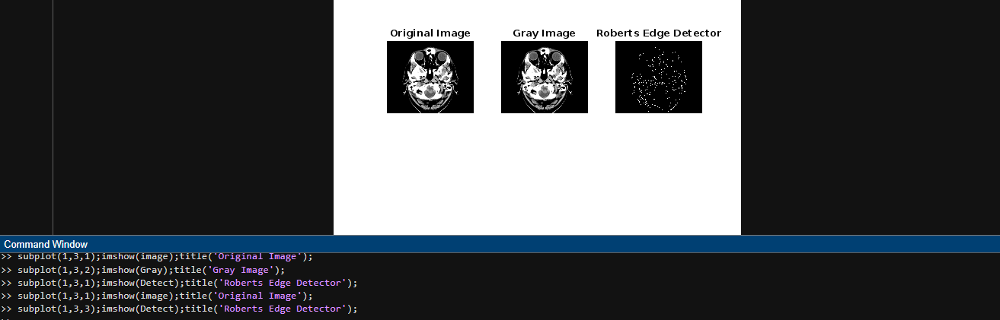 Original Image
Gray Image
Roberts Edge Detector
Command Window
>> subplot(1,3,1);imshow(image);title('Original Image');
>> subplot(1,3,2);imshow(Gray);title('Gray Image');
>> subplot(1,3,1);imshow(Detect);title('Roberts Edge Detector');
>> subplot(1,3,1);imshow(image);title('Original Image');
>> subplot(1,3,3);imshow(Detect);title('Roberts Edge Detector');
>>